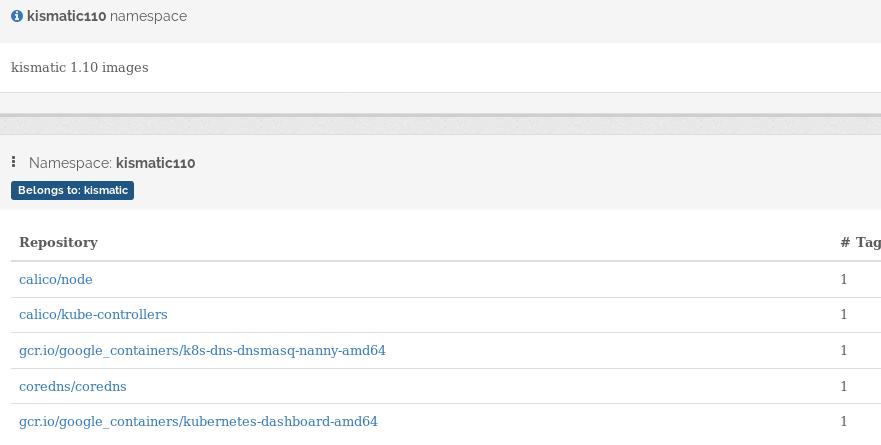 kismatic110 namespace
kismatic 1.10 images
Namespace: kismatic110
Belongs to: kismatic
Repository # Tag
calico/node 1
calico/kube-controllers 1
gcr.io/google_containers/k8s-dns-dnsmasq-nanny-amd64 1
coredns/coredns 1
gcr.io/google_containers/kubernetes-dashboard-amd64 1